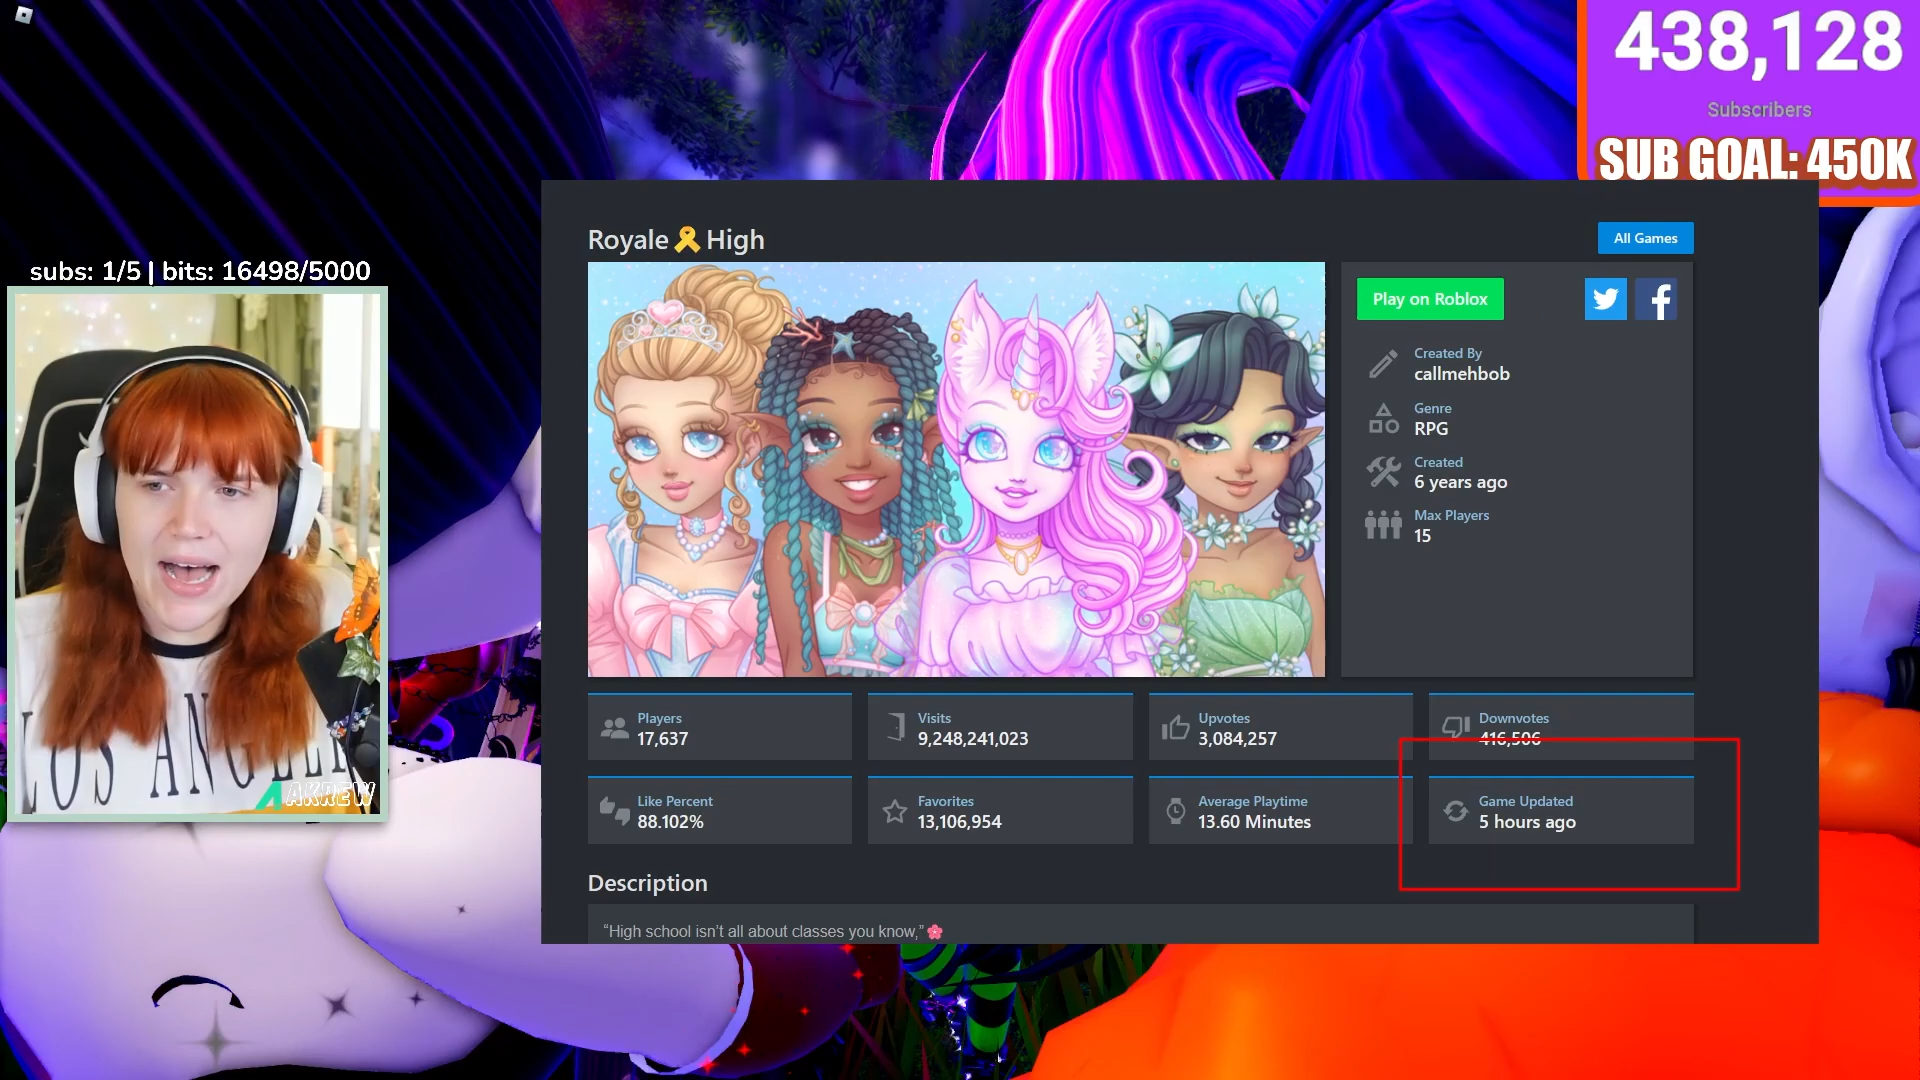 438,128
Subscribers
SUB GOAL: 450K
subs: 1/5 | bits: 16498/5000
LOS ANGELE
AKREW
Royale🎗️High
All Games
Play on Roblox
Created By
callmehbob
Genre
RPG
Created
6 years ago
Max Players
15
Players
17,637
Visits
9,248,241,023
Upvotes
3,084,257
Downvotes
416,506
Like Percent
88.102%
Favorites
13,106,954
Average Playtime
13.60 Minutes
Game Updated
5 hours ago
Description
“High school isn’t all about classes you know,”🌸